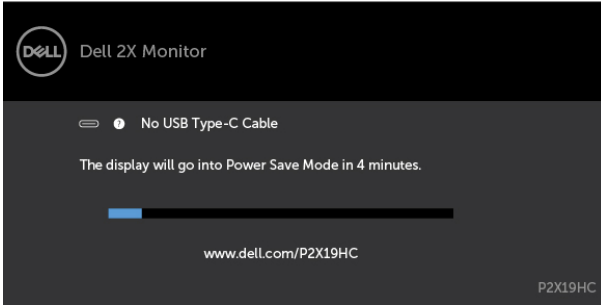 DELL
Dell 2X Monitor
? No USB Type-C Cable
The display will go into Power Save Mode in 4 minutes.
www.dell.com/P2X19HC
P2X19HC